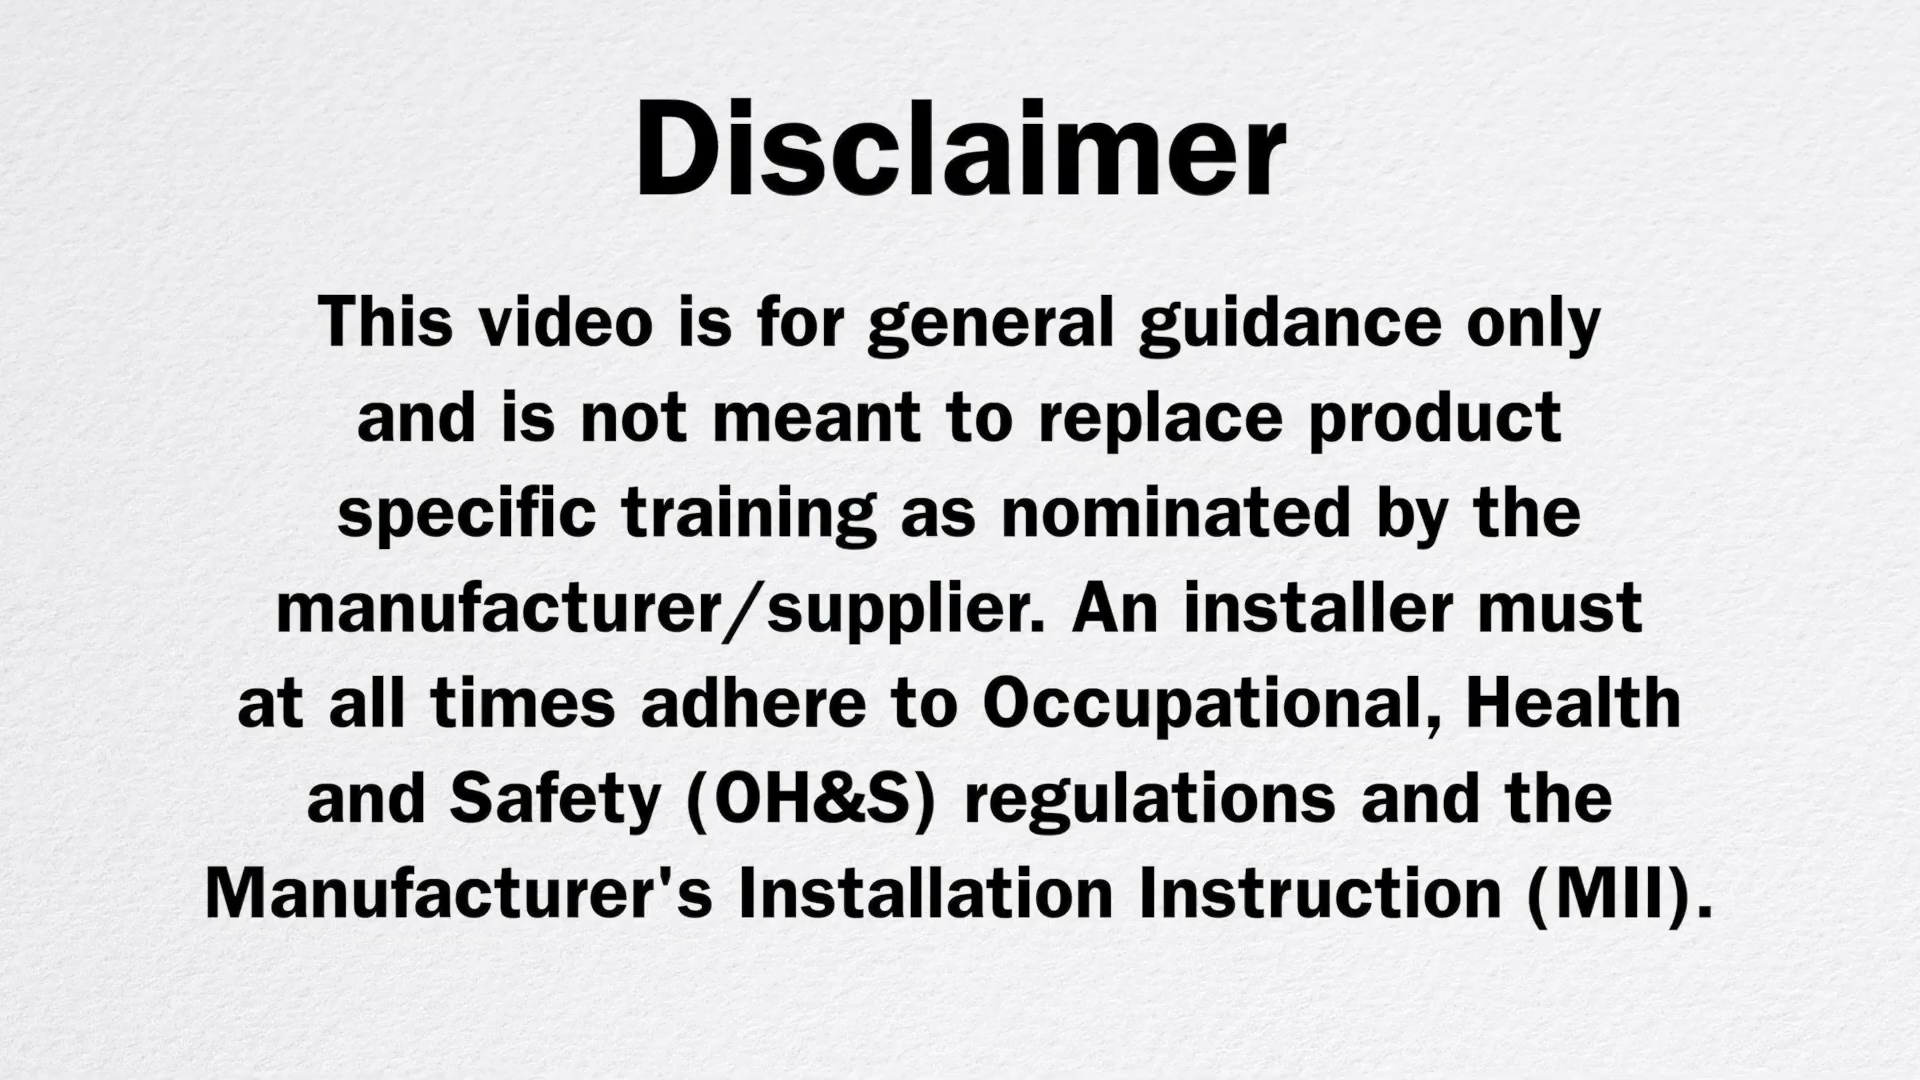 Disclaimer
This video is for general guidance only
and is not meant to replace product
specific training as nominated by the
manufacturer/supplier. An installer must
at all times adhere to Occupational, Health
and Safety (OH&S) regulations and the
Manufacturer's Installation Instruction (MII).